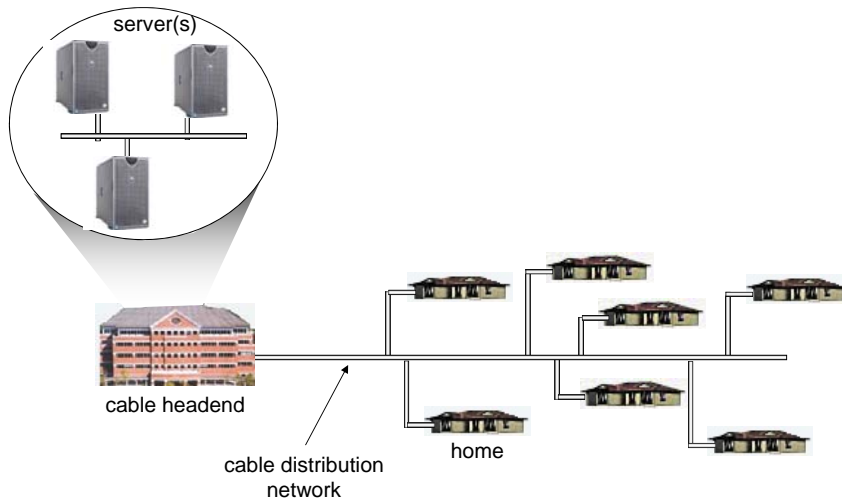 server(s)
cable headend
home
cable distribution
network